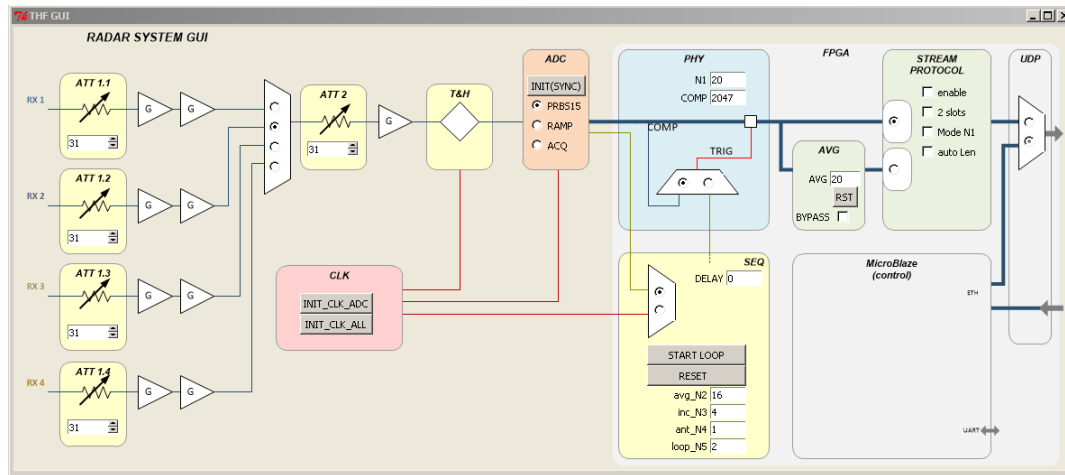 THF GUI
RADAR SYSTEM GUI
ATT 1.1
RX 1
31
G
G
ATT 1.2
RX 2
31
G
G
ATT 1.3
RX 3
31
G
G
ATT 1.4
RX 4
31
G
G
ATT 2
31
G
T&H
ADC
INIT(SYNC)
PRBS15
RAMP
ACQ
CLK
INIT_CLK_ADC
INIT_CLK_ALL
FPGA
PHY
N1 20
COMP 2047
COMP
TRIG
SEQ
DELAY 0
START LOOP
RESET
avg_N2 16
inc_N3 4
ant_N4 1
loop_N5 2
AVG
AVG 20
RST
BYPASS
STREAM
PROTOCOL
enable
2 slots
Mode N1
auto Len
MicroBlaze
(control)
ETH
UART
UDP